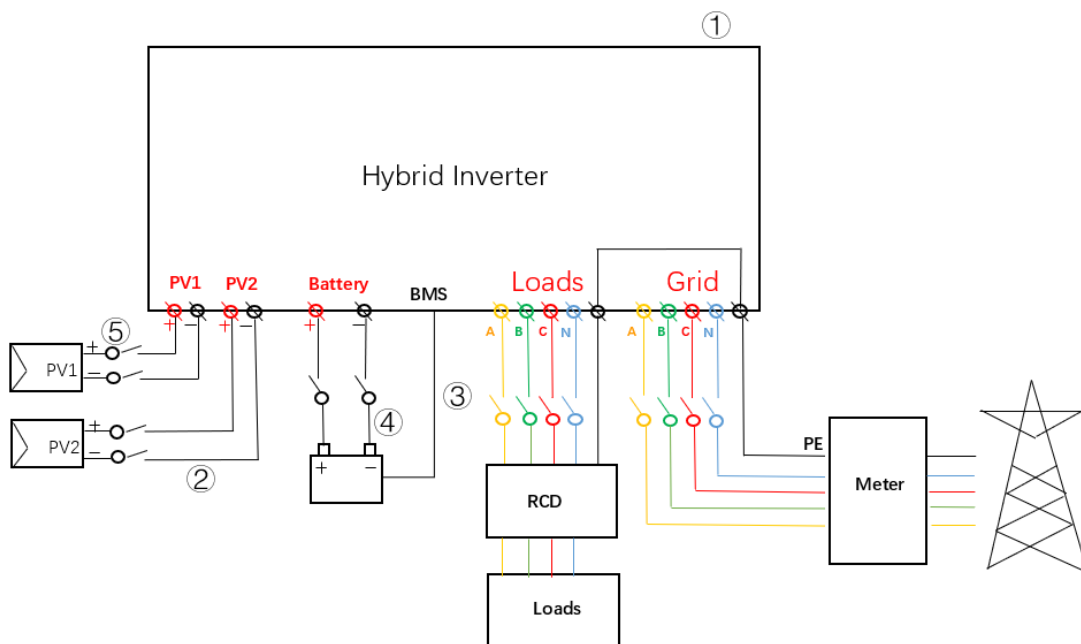 ①
Hybrid Inverter
PV1 PV2 Battery BMS Loads Grid
+ − + − + − A B C N A B C N
⑤
+
PV1
−
③
④
+
PV2
−
②
+ −
PE
Meter
RCD
Loads